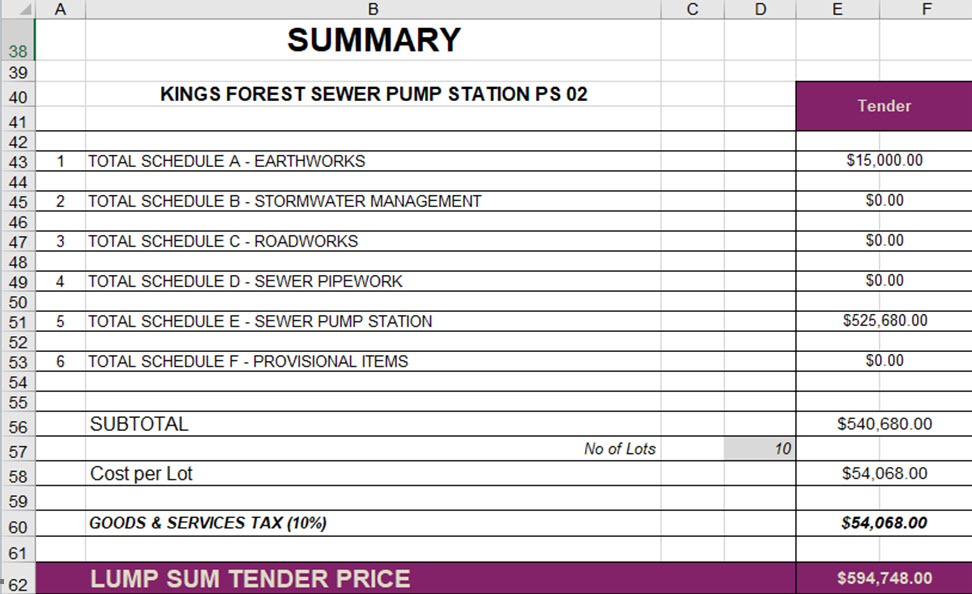 A B C D E F
38 SUMMARY
39
40 KINGS FOREST SEWER PUMP STATION PS 02
Tender
41
42
43 1 TOTAL SCHEDULE A - EARTHWORKS $15,000.00
44
45 2 TOTAL SCHEDULE B - STORMWATER MANAGEMENT $0.00
46
47 3 TOTAL SCHEDULE C - ROADWORKS $0.00
48
49 4 TOTAL SCHEDULE D - SEWER PIPEWORK $0.00
50
51 5 TOTAL SCHEDULE E - SEWER PUMP STATION $525,680.00
52
53 6 TOTAL SCHEDULE F - PROVISIONAL ITEMS $0.00
54
55
56 SUBTOTAL $540,680.00
57 No of Lots 10
58 Cost per Lot $54,068.00
59
60 GOODS & SERVICES TAX (10%) $54,068.00
61
62 LUMP SUM TENDER PRICE $594,748.00